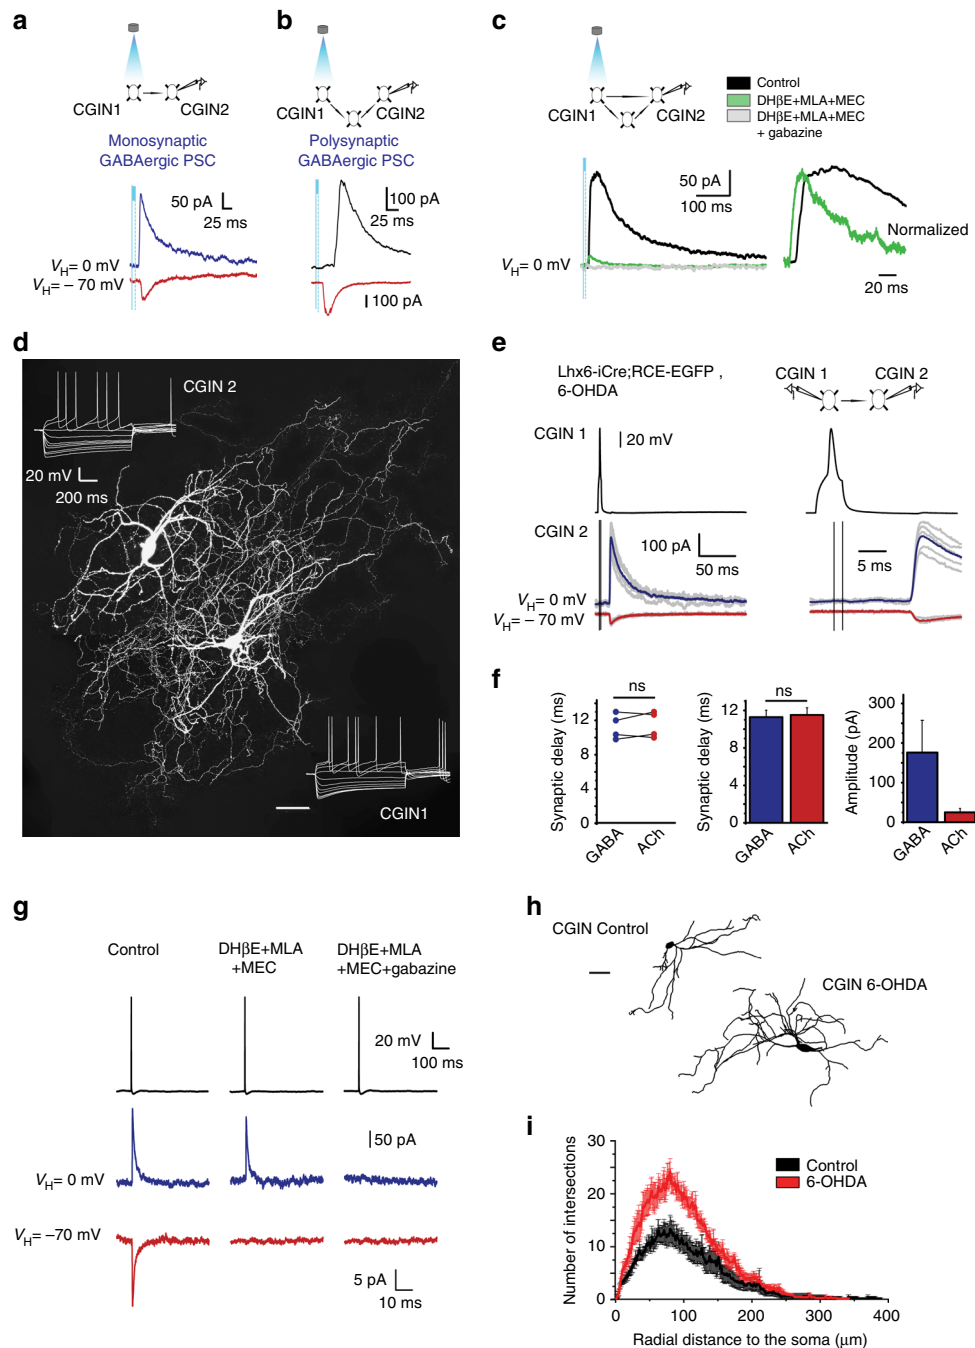 a
CGIN1
CGIN2
Monosynaptic
GABAergic PSC
50 pA
25 ms
VH= 0 mV
VH= – 70 mV
b
CGIN1
CGIN2
Polysynaptic
GABAergic PSC
100 pA
25 ms
100 pA
c
CGIN1
CGIN2
Control
DHβE+MLA+MEC
DHβE+MLA+MEC
+ gabazine
50 pA
100 ms
VH= 0 mV
Normalized
20 ms
d
CGIN 2
20 mV
200 ms
CGIN1
e
Lhx6-iCre;RCE-EGFP ,
6-OHDA
CGIN 1
CGIN 2
CGIN 1
20 mV
CGIN 2
100 pA
50 ms
5 ms
VH= 0 mV
VH= – 70 mV
f
Synaptic delay (ms)
12
8
4
0
ns
GABA
ACh
Synaptic delay (ms)
12
8
4
0
ns
GABA
ACh
Amplitude (pA)
300
200
100
0
GABA
ACh
g
Control
DHβE+MLA
+MEC
DHβE+MLA
+MEC+gabazine
20 mV
100 ms
50 pA
VH= 0 mV
VH= –70 mV
5 pA
10 ms
h
CGIN Control
CGIN 6-OHDA
i
Number of intersections
30
20
10
0
Control
6-OHDA
0 100 200 300 400
Radial distance to the soma (μm)